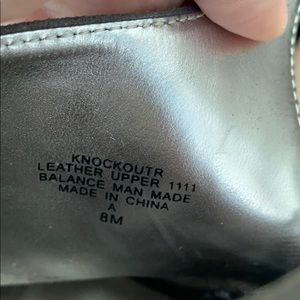 KNOCKOUTR
LEATHER UPPER 1111
BALANCE MAN MADE
MADE IN CHINA
A
8M